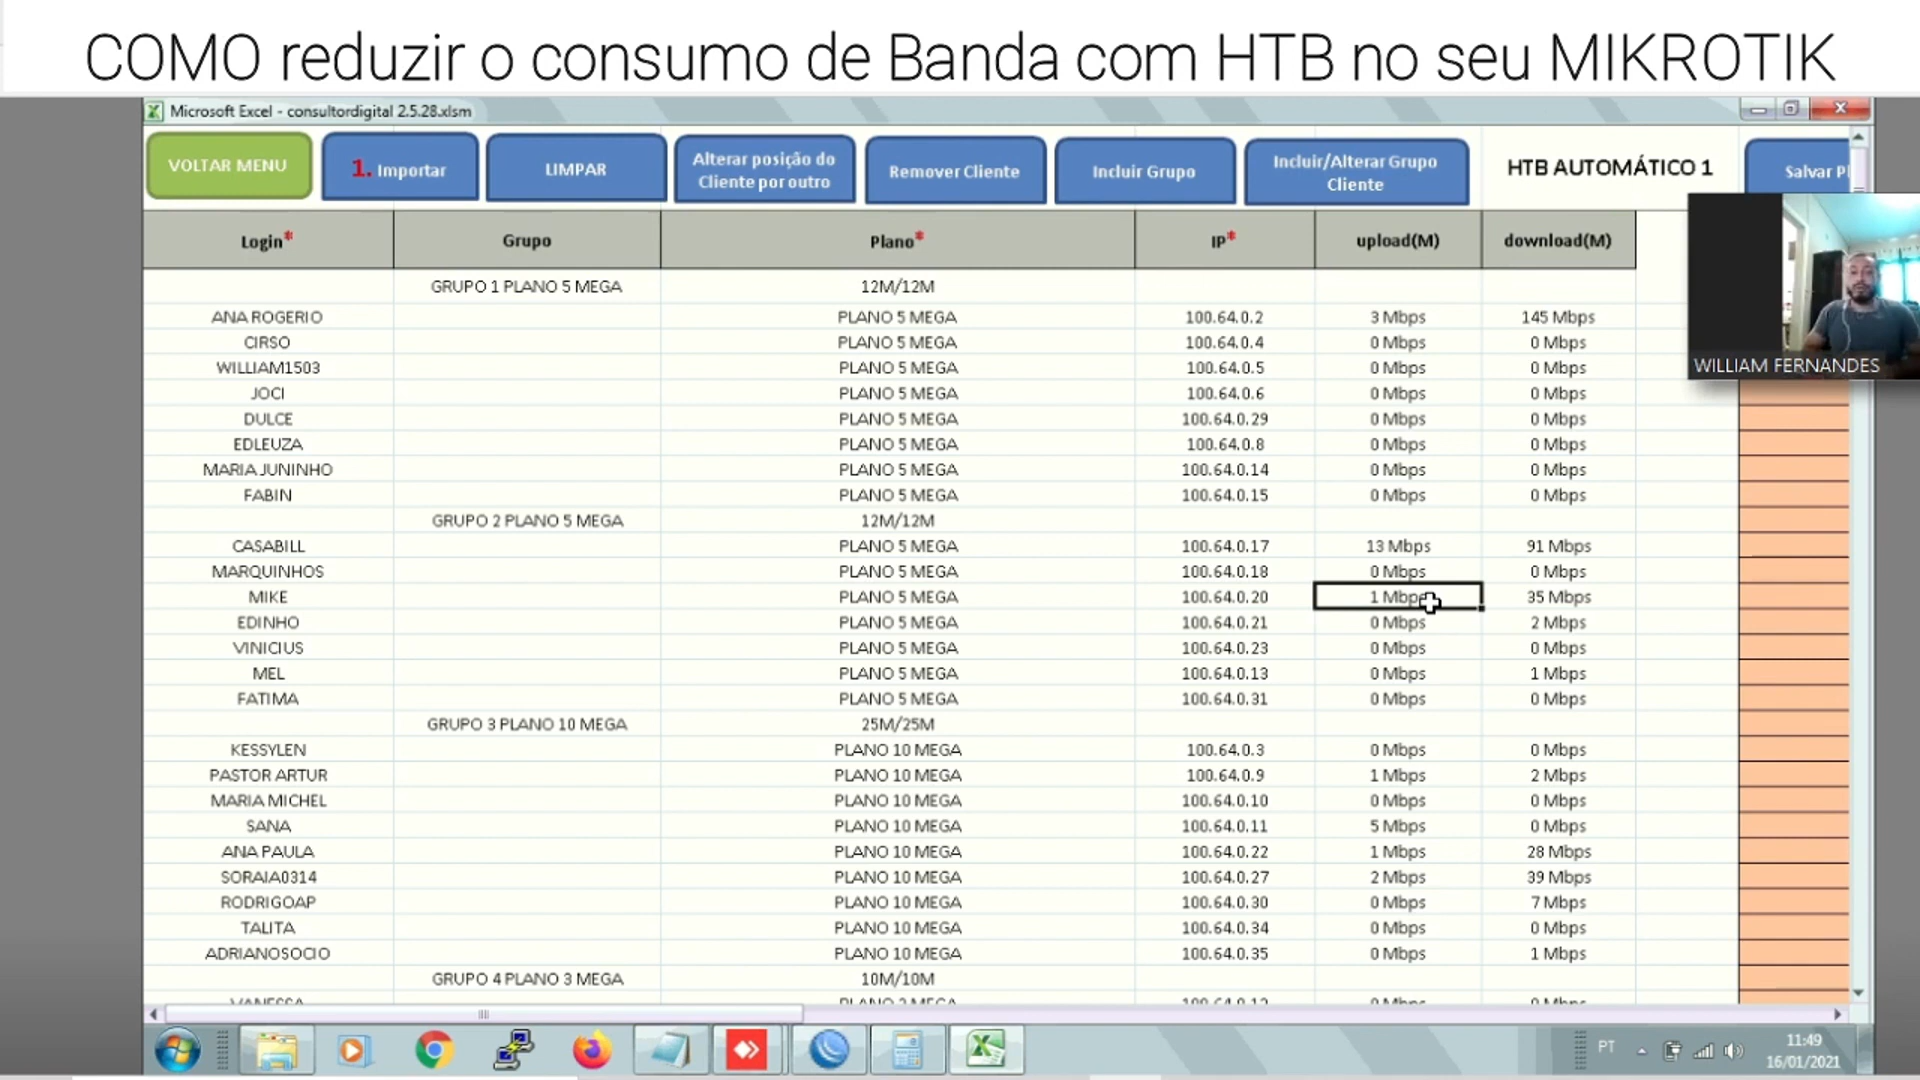 COMO reduzir o consumo de Banda com HTB no seu MIKROTIK
Microsoft Excel - consultordigital 2.5.28.xlsm
VOLTAR MENU
1. Importar
LIMPAR
Alterar posição do
Cliente por outro
Remover Cliente
Incluir Grupo
Incluir/Alterar Grupo
Cliente
HTB AUTOMÁTICO 1
Salvar
Login* Grupo Plano* IP* upload(M) download(M)
GRUPO 1 PLANO 5 MEGA 12M/12M
ANA ROGERIO PLANO 5 MEGA 100.64.0.2 3 Mbps 145 Mbps
CIRSO PLANO 5 MEGA 100.64.0.4 0 Mbps 0 Mbps
WILLIAM1503 PLANO 5 MEGA 100.64.0.5 0 Mbps 0 Mbps
JOCI PLANO 5 MEGA 100.64.0.6 0 Mbps 0 Mbps
DULCE PLANO 5 MEGA 100.64.0.29 0 Mbps 0 Mbps
EDLEUZA PLANO 5 MEGA 100.64.0.8 0 Mbps 0 Mbps
MARIA JUNINHO PLANO 5 MEGA 100.64.0.14 0 Mbps 0 Mbps
FABIN PLANO 5 MEGA 100.64.0.15 0 Mbps 0 Mbps
GRUPO 2 PLANO 5 MEGA 12M/12M
CASABILL PLANO 5 MEGA 100.64.0.17 13 Mbps 91 Mbps
MARQUINHOS PLANO 5 MEGA 100.64.0.18 0 Mbps 0 Mbps
MIKE PLANO 5 MEGA 100.64.0.20 1 Mbps 35 Mbps
EDINHO PLANO 5 MEGA 100.64.0.21 0 Mbps 2 Mbps
VINICIUS PLANO 5 MEGA 100.64.0.23 0 Mbps 0 Mbps
MEL PLANO 5 MEGA 100.64.0.13 0 Mbps 1 Mbps
FATIMA PLANO 5 MEGA 100.64.0.31 0 Mbps 0 Mbps
GRUPO 3 PLANO 10 MEGA 25M/25M
KESSYLEN PLANO 10 MEGA 100.64.0.3 0 Mbps 0 Mbps
PASTOR ARTUR PLANO 10 MEGA 100.64.0.9 1 Mbps 2 Mbps
MARIA MICHEL PLANO 10 MEGA 100.64.0.10 0 Mbps 0 Mbps
SANA PLANO 10 MEGA 100.64.0.11 5 Mbps 0 Mbps
ANA PAULA PLANO 10 MEGA 100.64.0.22 1 Mbps 28 Mbps
SORAIA0314 PLANO 10 MEGA 100.64.0.27 2 Mbps 39 Mbps
RODRIGOAP PLANO 10 MEGA 100.64.0.30 0 Mbps 7 Mbps
TALITA PLANO 10 MEGA 100.64.0.34 0 Mbps 0 Mbps
ADRIANOSOCIO PLANO 10 MEGA 100.64.0.35 0 Mbps 1 Mbps
GRUPO 4 PLANO 3 MEGA 10M/10M
WILLIAM FERNANDES
PT
11:49
16/01/2021